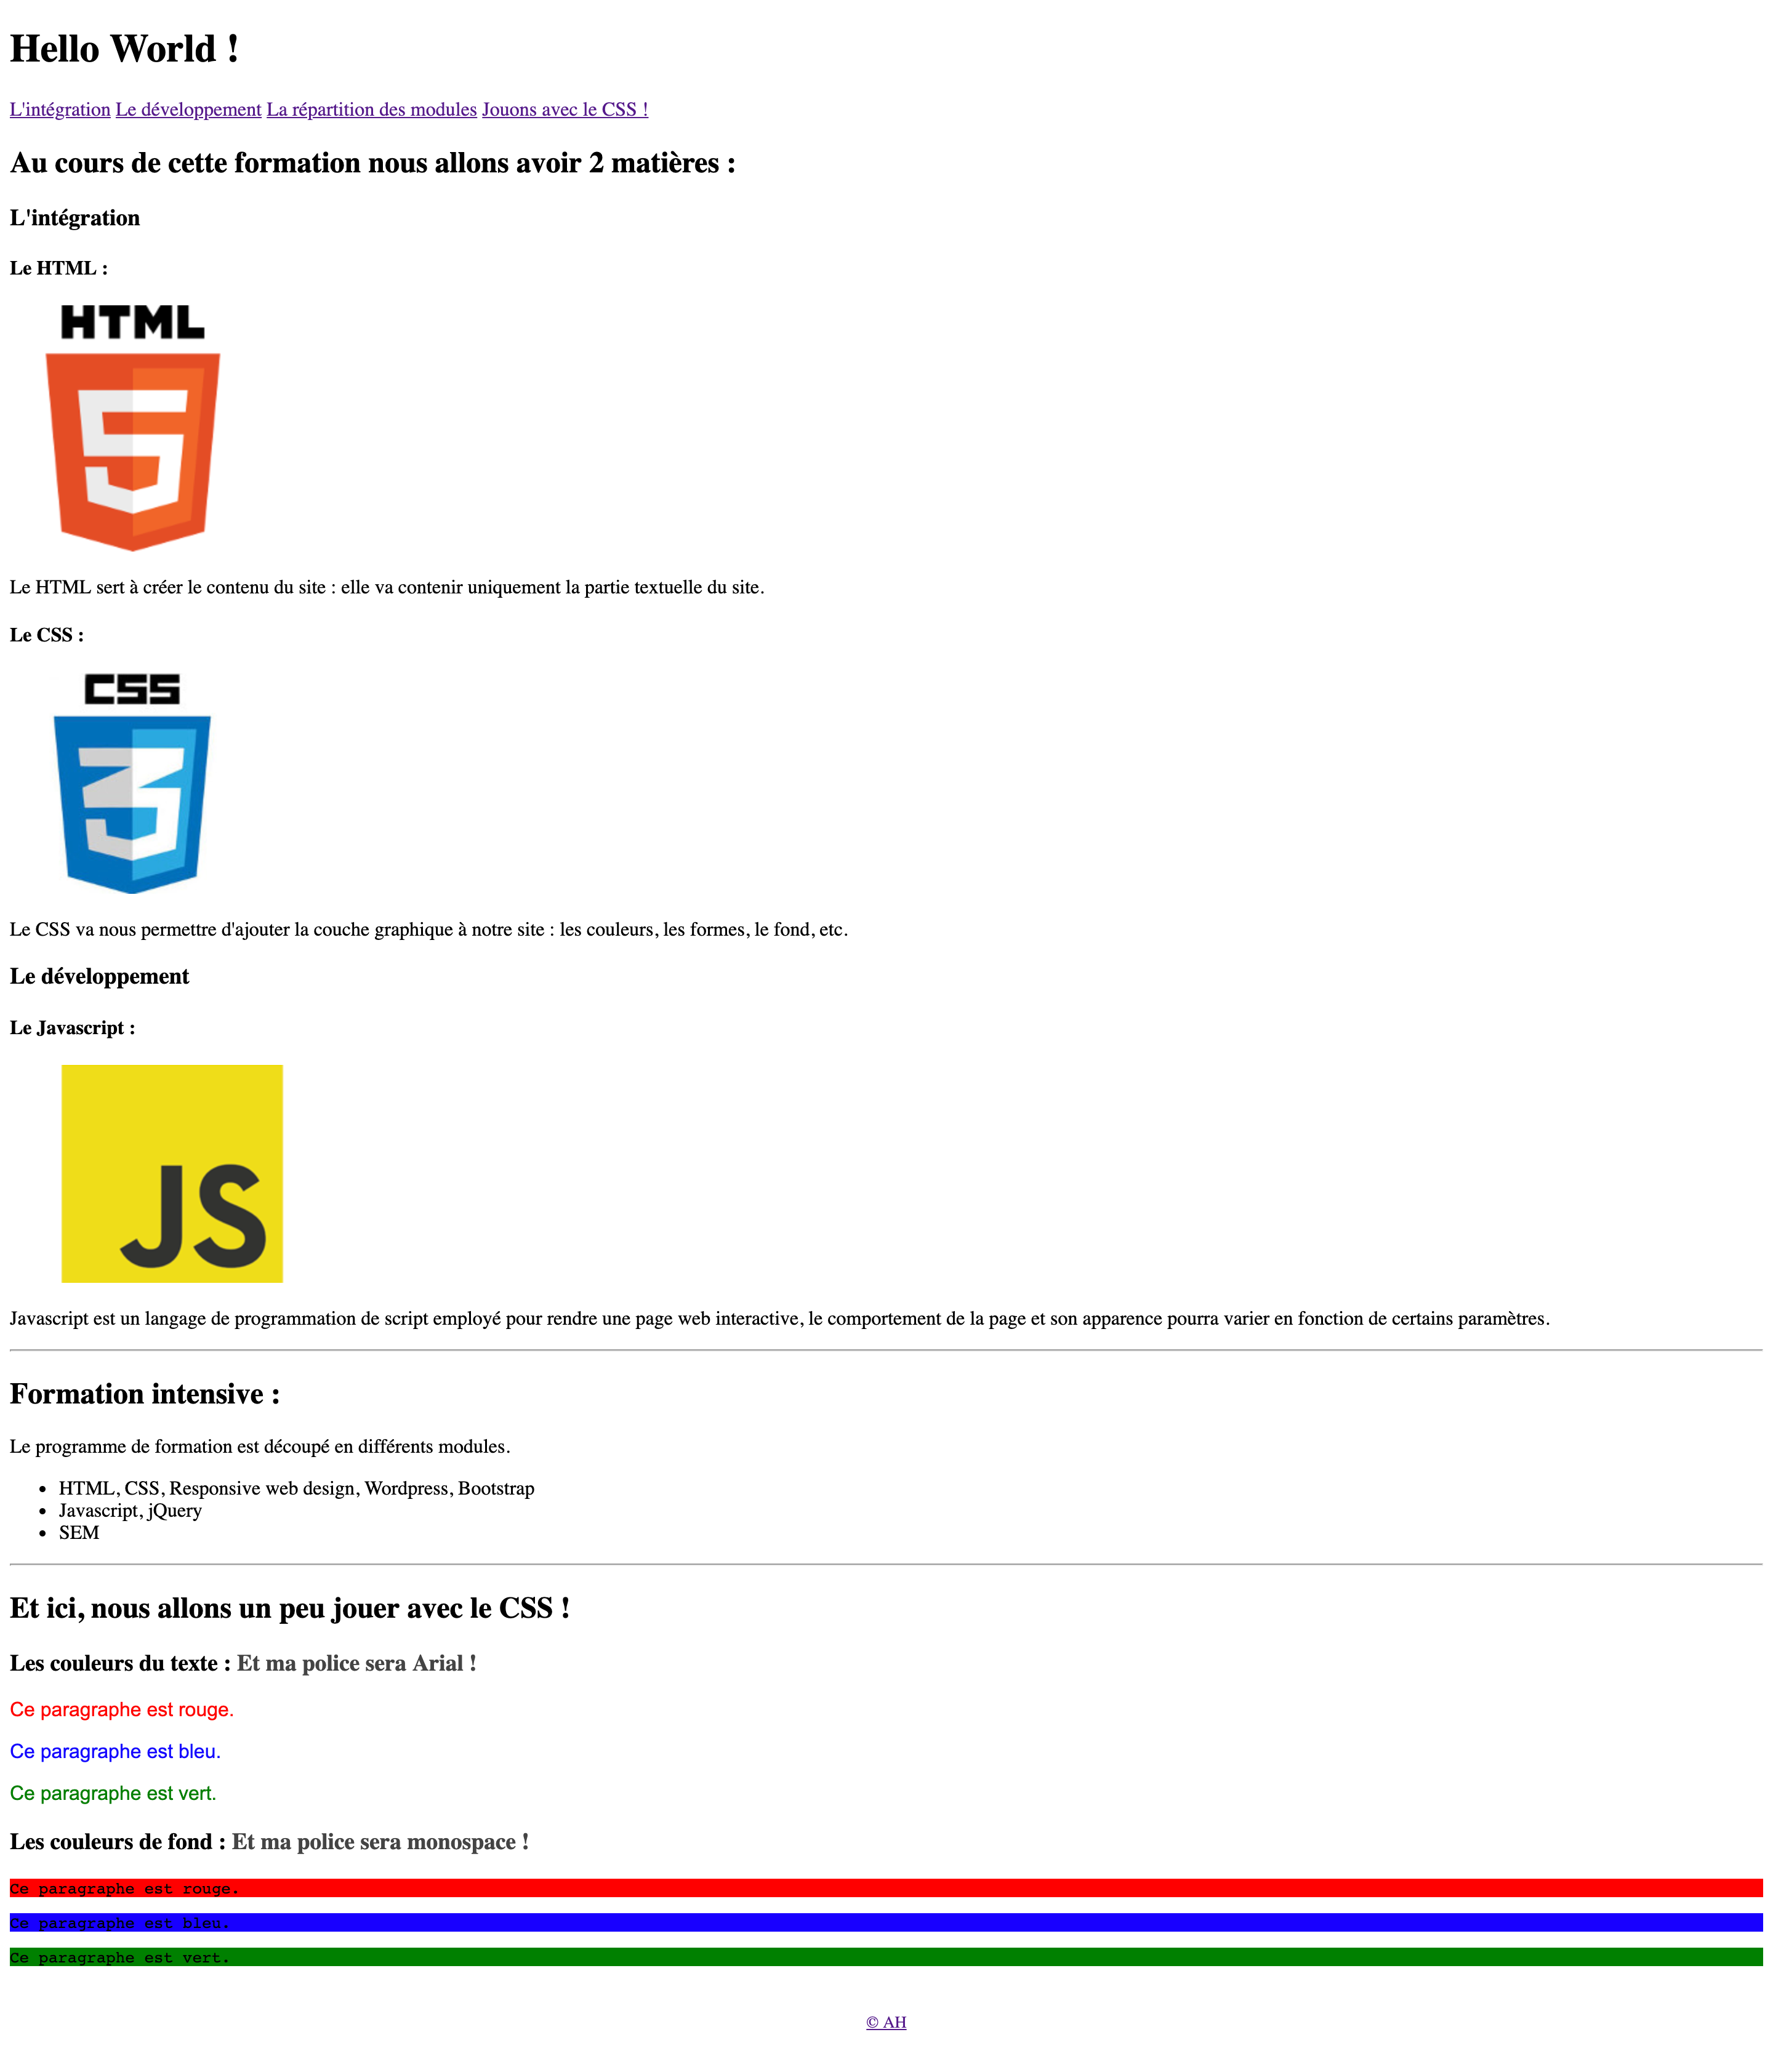 Hello World !
L'intégration Le développement La répartition des modules Jouons avec le CSS !
Au cours de cette formation nous allons avoir 2 matières :
L'intégration
Le HTML :
HTML
5
Le HTML sert à créer le contenu du site : elle va contenir uniquement la partie textuelle du site.
Le CSS :
CSS
3
Le CSS va nous permettre d'ajouter la couche graphique à notre site : les couleurs, les formes, le fond, etc.
Le développement
Le Javascript :
JS
Javascript est un langage de programmation de script employé pour rendre une page web interactive, le comportement de la page et son apparence pourra varier en fonction de certains paramètres.
Formation intensive :
Le programme de formation est découpé en différents modules.
• HTML, CSS, Responsive web design, Wordpress, Bootstrap
• Javascript, jQuery
• SEM
Et ici, nous allons un peu jouer avec le CSS !
Les couleurs du texte : Et ma police sera Arial !
Ce paragraphe est rouge.
Ce paragraphe est bleu.
Ce paragraphe est vert.
Les couleurs de fond : Et ma police sera monospace !
Ce paragraphe est rouge.
Ce paragraphe est bleu.
Ce paragraphe est vert.
© AH